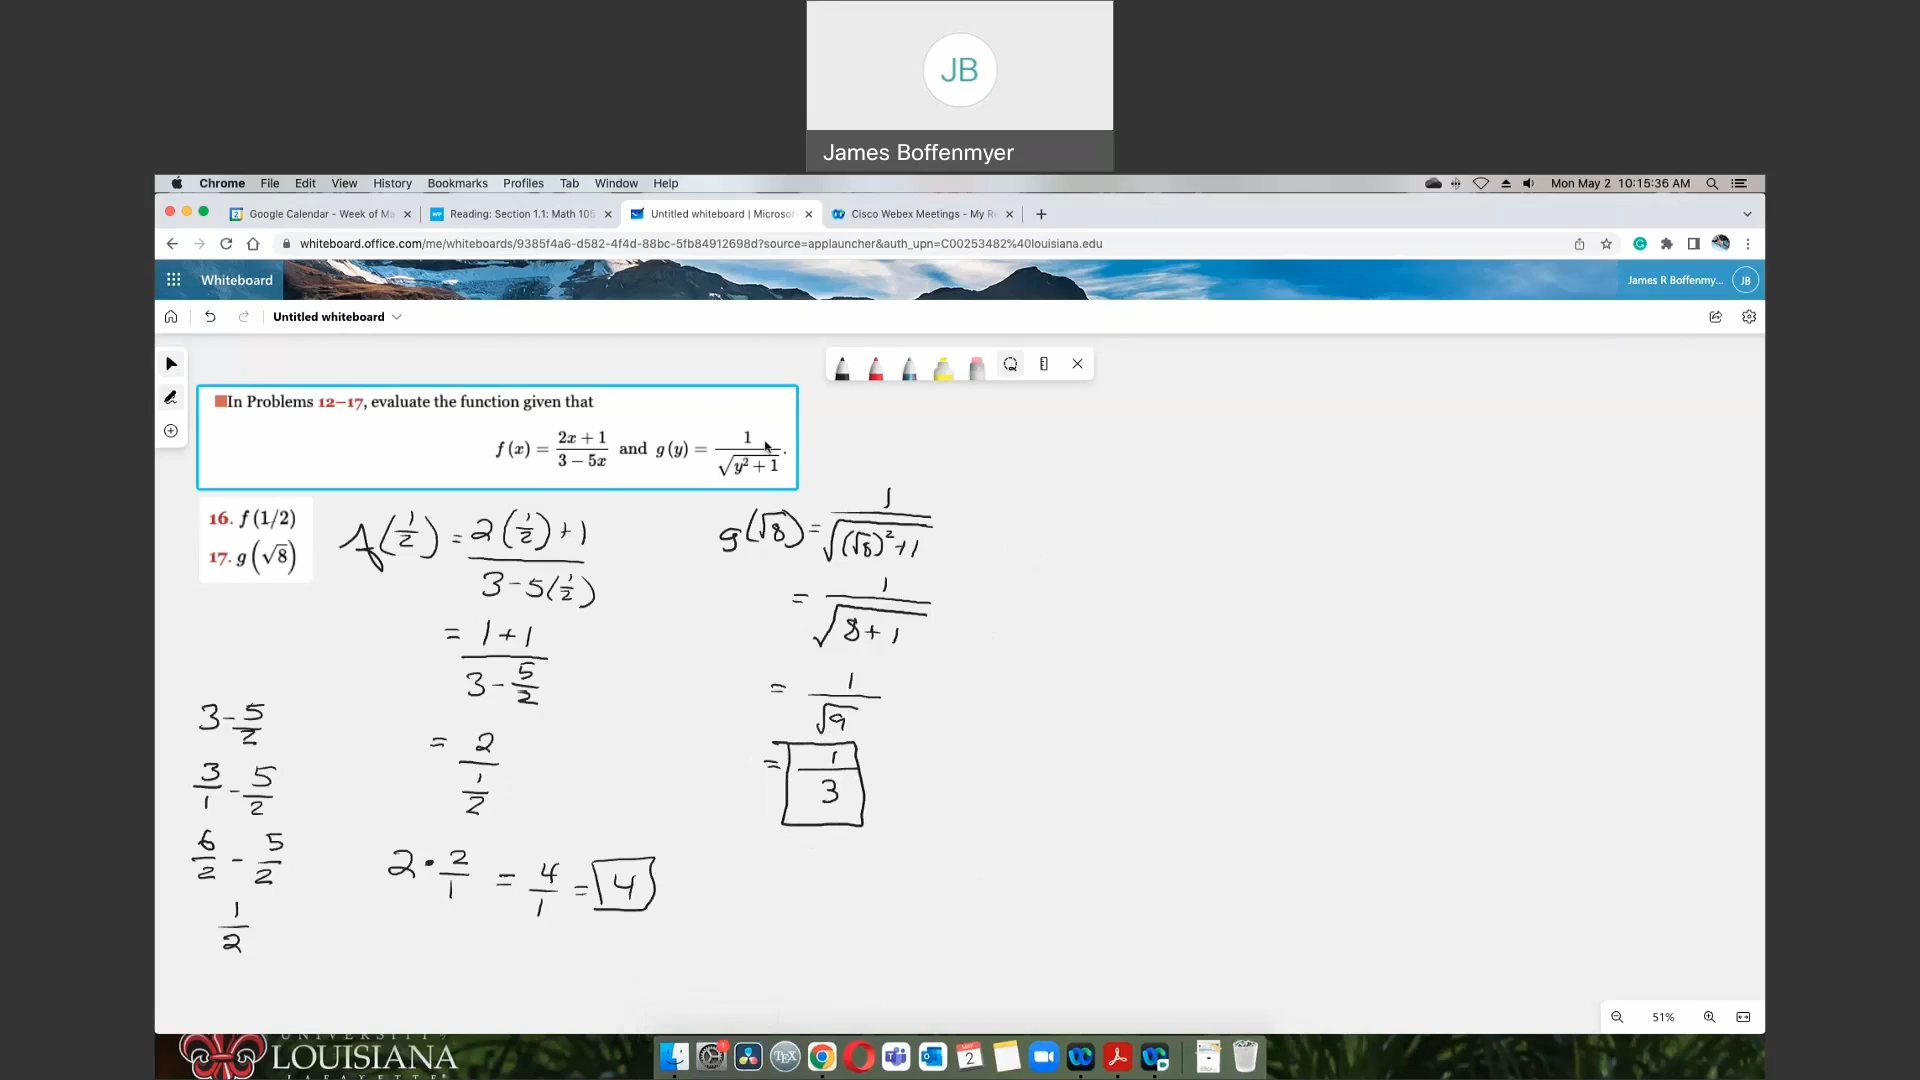 JB
James Boffenmyer
Chrome File Edit View History Bookmarks Profiles Tab Window Help Mon May 2 10:15:36 AM
Google Calendar - Week of Ma Reading: Section 1.1: Math 105 Untitled whiteboard | Microsof Cisco Webex Meetings - My R
whiteboard.office.com/me/whiteboards/9385f4a6-d582-4f4d-88bc-5fb84912698d?source=applauncher&auth_upn=C00253482%40louisiana.edu
Whiteboard James R Boffenmy... JB
Untitled whiteboard
In Problems 12–17, evaluate the function given that
f(x) = (2x + 1)/(3 − 5x) and g(y) = 1/√(y² + 1).
16. f(1/2)
17. g(√8)
f(1/2) = (2(1/2) + 1)/(3 - 5(1/2))
= (1 + 1)/(3 - 5/2)
= 2/(1/2)
2 · 2/1 = 4/1 = 4
3 - 5/2
3/1 - 5/2
6/2 - 5/2
1/2
g(√8) = 1/√((√8)² + 1)
= 1/√(8 + 1)
= 1/√9
= 1/3
51%
UNIVERSITY
LOUISIANA
LAFAYETTE
TEX
MAY
2